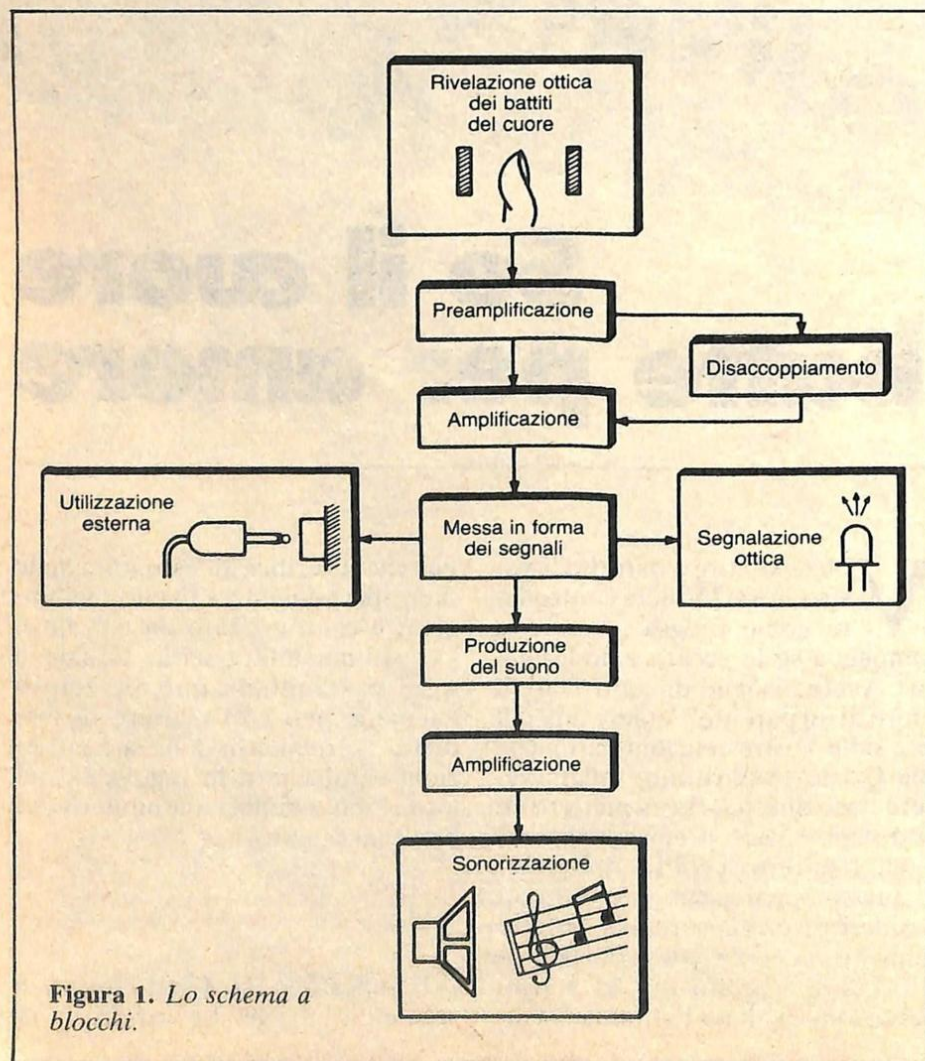 Rivelazione ottica
dei battiti
del cuore
Preamplificazione
Disaccoppiamento
Amplificazione
Utilizzazione
esterna
Messa in forma
dei segnali
Segnalazione
ottica
Produzione
del suono
Amplificazione
Sonorizzazione
Figura 1. Lo schema a
blocchi.